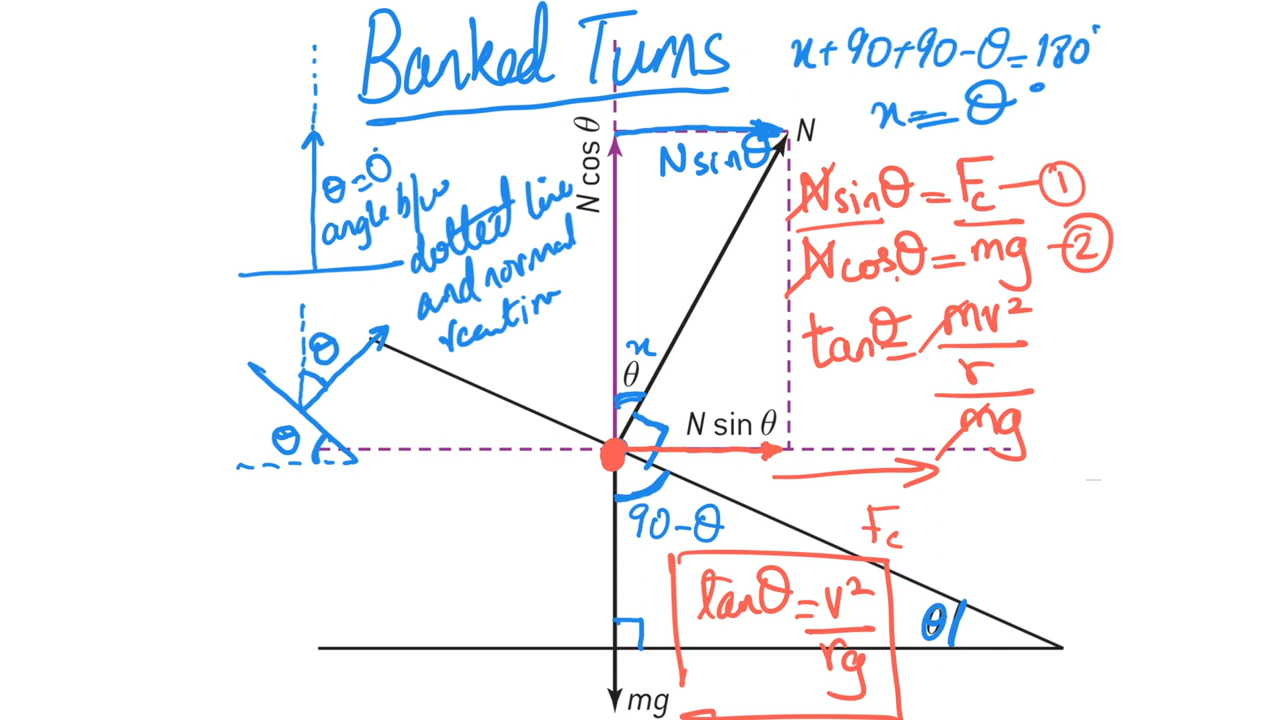 Banked Turns
x+90+90-θ=180°
x=θ°
θ=0°
angle b/w
dotted line
and normal
reaction
N cos θ
N sin θ
N
N sin θ = Fc — ①
N cos θ = mg - ②
tan θ = mv²
r
mg
x
θ
θ
θ
N sin θ
90-θ
Fc
tan θ = v²
rg
θ
mg